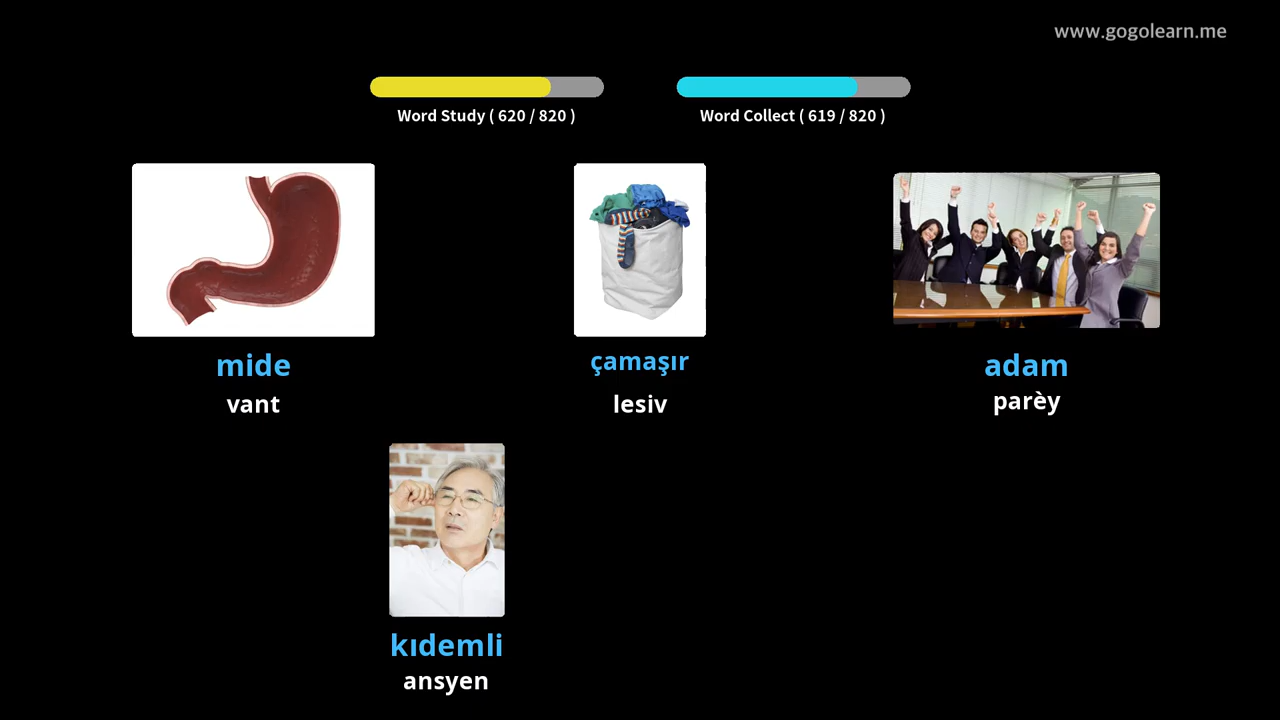 www.gogolearn.me
Word Study ( 620 / 820 )
Word Collect ( 619 / 820 )
mide
vant
çamaşır
lesiv
adam
parèy
kıdemli
ansyen